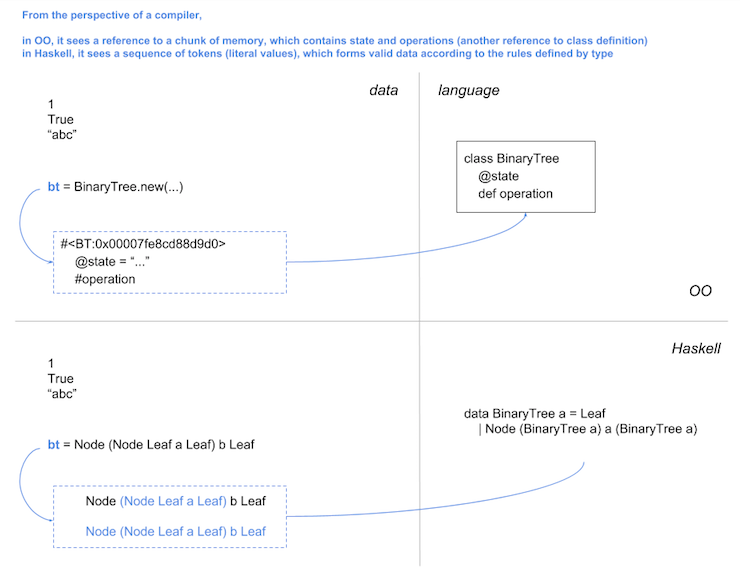 From the perspective of a compiler,
in OO, it sees a reference to a chunk of memory, which contains state and operations (another reference to class definition)
in Haskell, it sees a sequence of tokens (literal values), which forms valid data according to the rules defined by type
data
language
1
True
“abc”
class BinaryTree
@state
def operation
bt = BinaryTree.new(...)
#<BT:0x00007fe8cd88d9d0>
@state = “...”
#operation
OO
Haskell
1
True
“abc”
data BinaryTree a = Leaf
| Node (BinaryTree a) a (BinaryTree a)
bt = Node (Node Leaf a Leaf) b Leaf
Node (Node Leaf a Leaf) b Leaf
Node (Node Leaf a Leaf) b Leaf